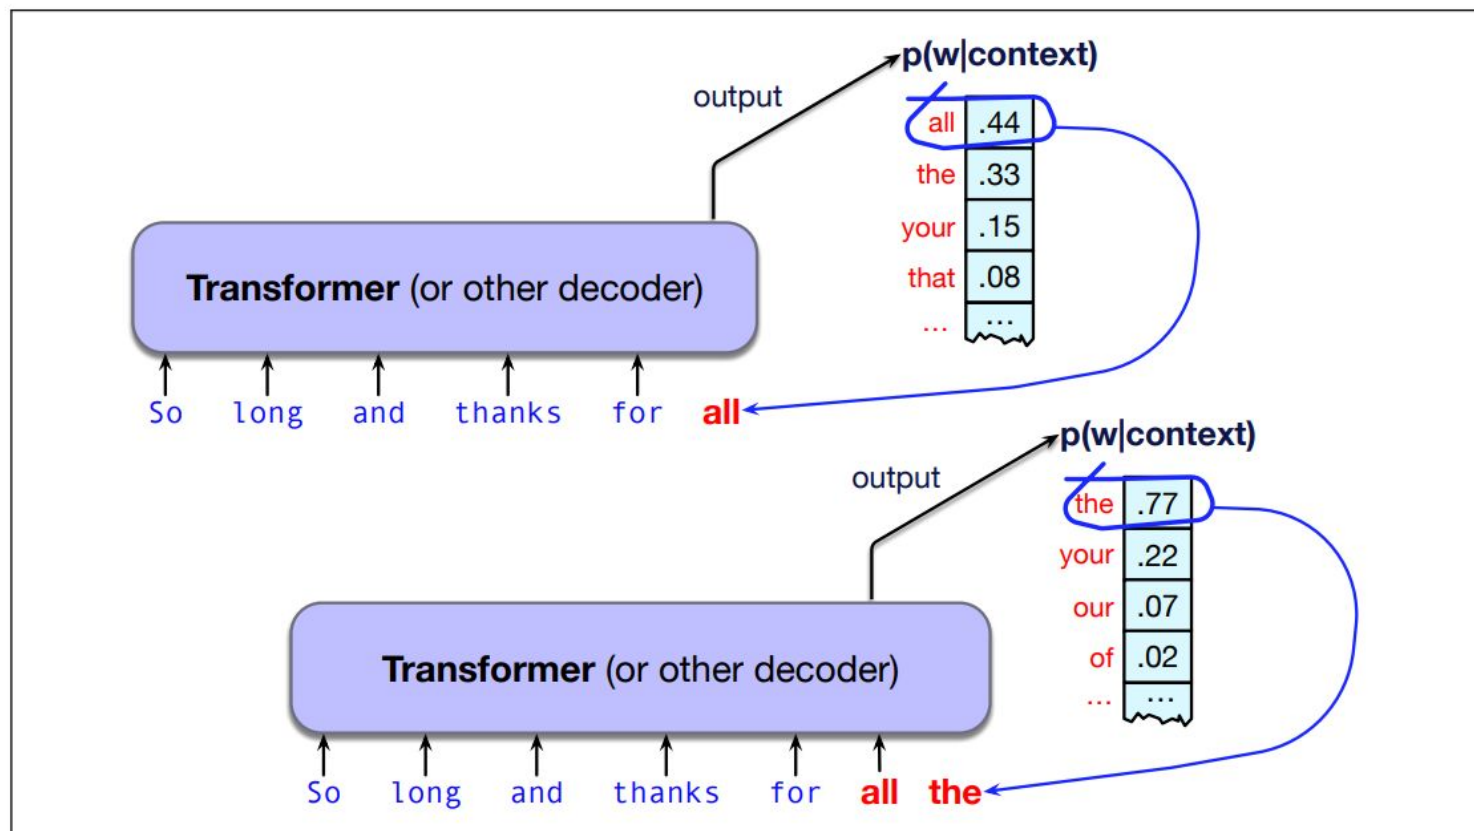 p(w|context)
output
all .44
the .33
your .15
that .08
... ...
Transformer (or other decoder)
So long and thanks for all
p(w|context)
output
the .77
your .22
our .07
of .02
... ...
Transformer (or other decoder)
So long and thanks for all the